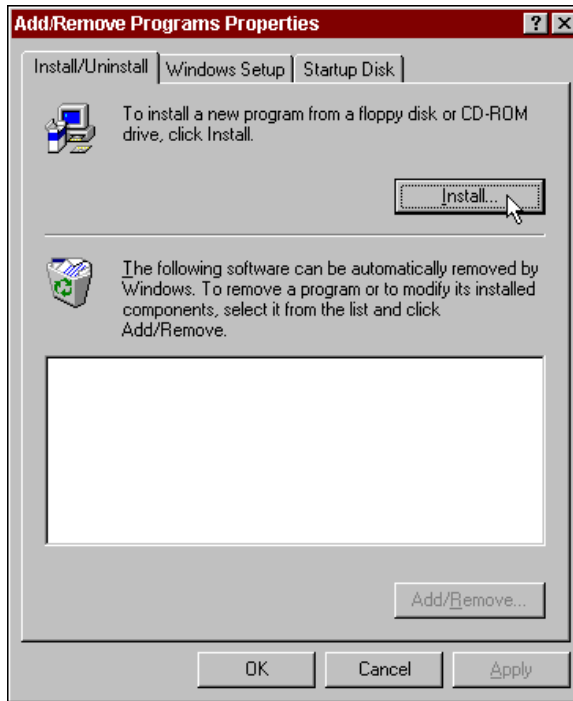 Add/Remove Programs Properties
Install/Uninstall
Windows Setup
Startup Disk
To install a new program from a floppy disk or CD-ROM
drive, click Install.
Install...
The following software can be automatically removed by
Windows. To remove a program or to modify its installed
components, select it from the list and click
Add/Remove.
Add/Remove...
OK
Cancel
Apply